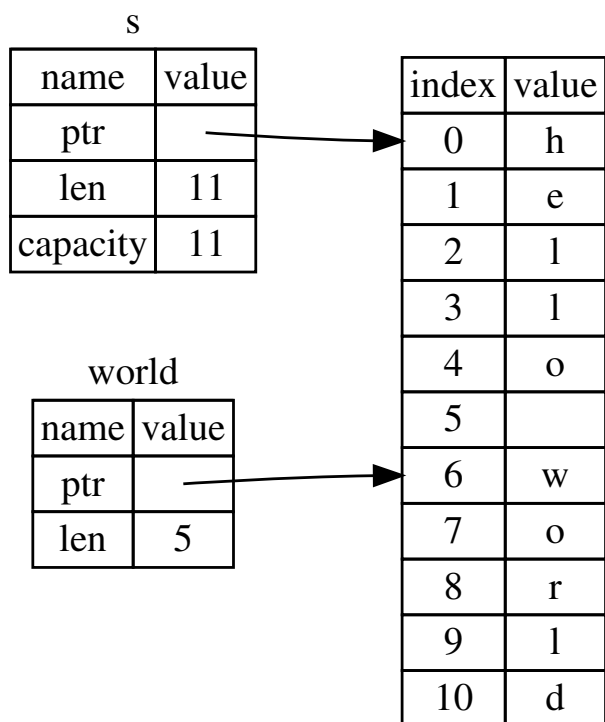 s
name value
ptr
len 11
capacity 11
world
name value
ptr
len 5
index value
0 h
1 e
2 l
3 l
4 o
5
6 w
7 o
8 r
9 l
10 d